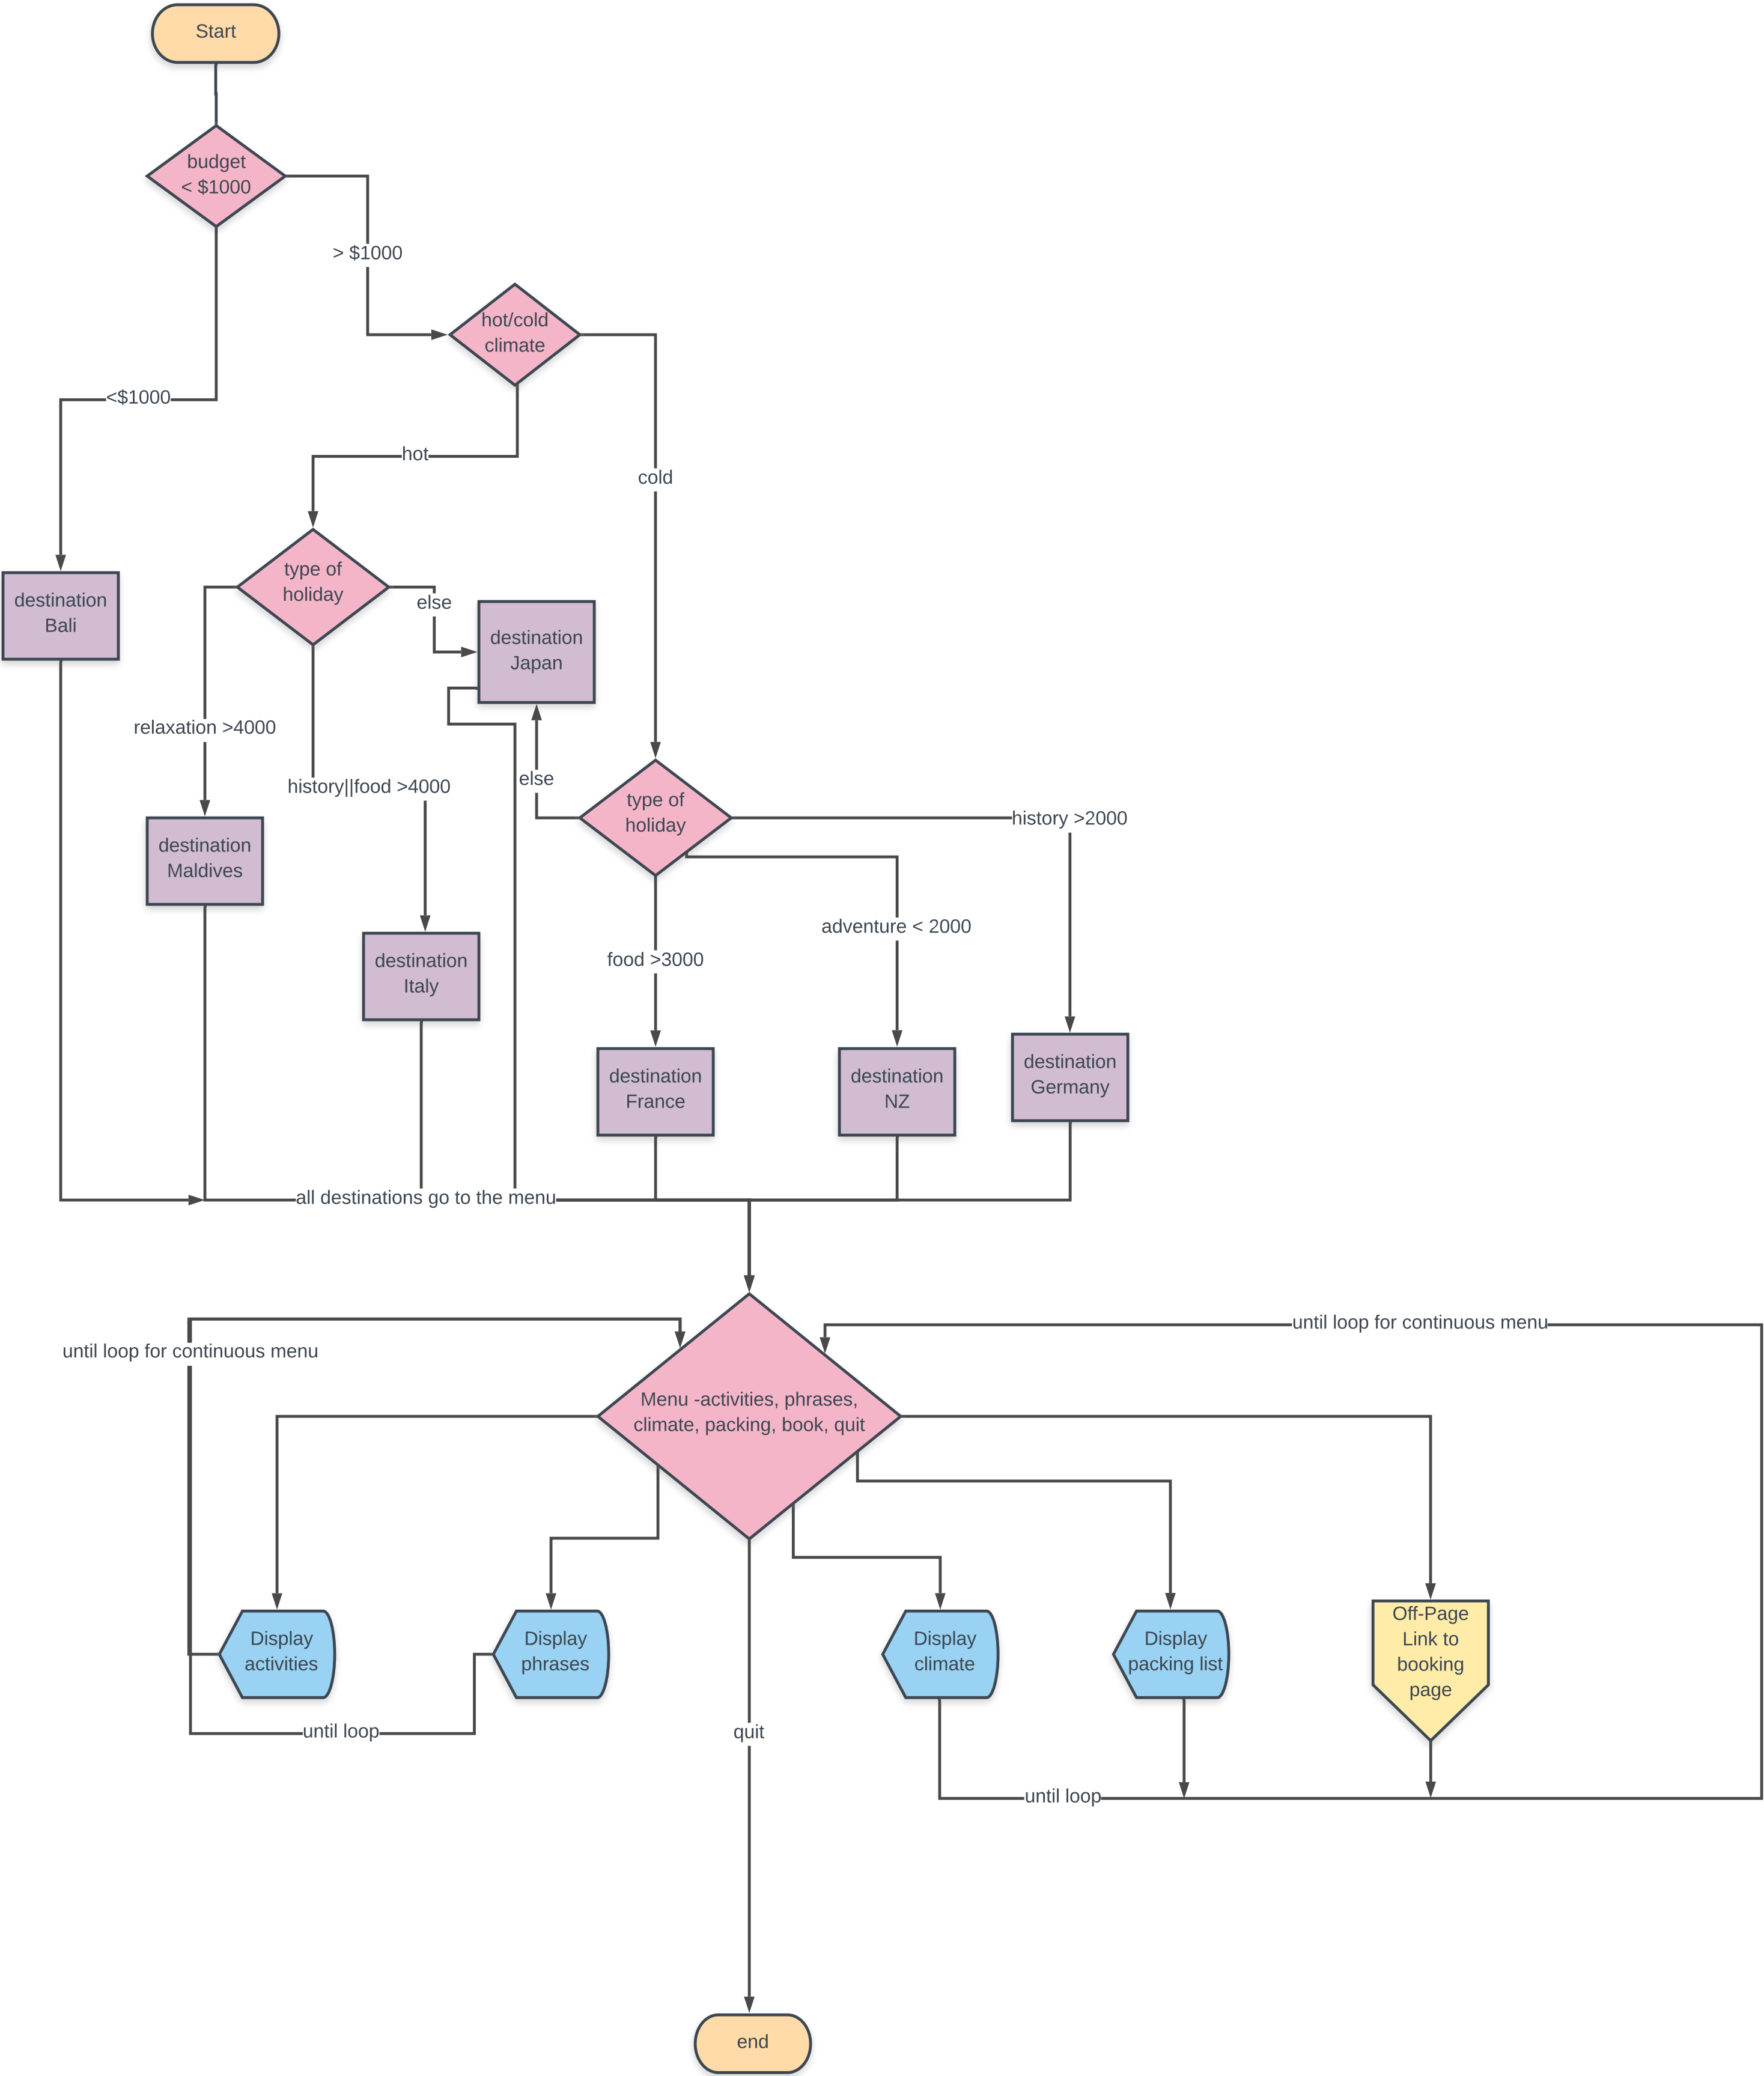 Start
budget
< $1000
> $1000
hot/cold
climate
<$1000
hot
cold
type of
holiday
else
destination
Bali
destination
Japan
relaxation >4000
history||food >4000
else
type of
holiday
history >2000
destination
Maldives
adventure < 2000
food >3000
destination
Italy
destination
France
destination
NZ
destination
Germany
all destinations go to the menu
until loop for continuous menu
until loop for continuous menu
Menu -activities, phrases,
climate, packing, book, quit
Display
activities
Display
phrases
Display
climate
Display
packing list
Off-Page
Link to
booking
page
until loop
quit
until loop
end